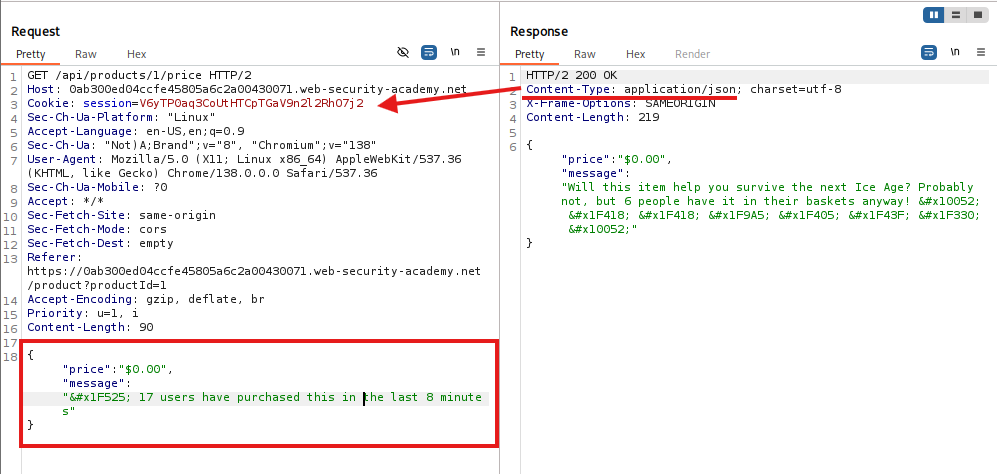 Request
Pretty Raw Hex \n
1 GET /api/products/1/price HTTP/2
2 Host: 0ab300ed04ccfe45805a6c2a00430071.web-security-academy.net
3 Cookie: session=V6yTP0aq3CoUtHTCpTGaV9n2l2Rh07j2
4 Sec-Ch-Ua-Platform: "Linux"
5 Accept-Language: en-US,en;q=0.9
6 Sec-Ch-Ua: "Not)A;Brand";v="8", "Chromium";v="138"
7 User-Agent: Mozilla/5.0 (X11; Linux x86_64) AppleWebKit/537.36
(KHTML, like Gecko) Chrome/138.0.0.0 Safari/537.36
8 Sec-Ch-Ua-Mobile: ?0
9 Accept: */*
10 Sec-Fetch-Site: same-origin
11 Sec-Fetch-Mode: cors
12 Sec-Fetch-Dest: empty
13 Referer:
https://0ab300ed04ccfe45805a6c2a00430071.web-security-academy.net
/product?productId=1
14 Accept-Encoding: gzip, deflate, br
15 Priority: u=1, i
16 Content-Length: 90
17
18 {
"price":"$0.00",
"message":
"&#x1F525; 17 users have purchased this in the last 8 minute
s"
}
Response
Pretty Raw Hex Render \n
1 HTTP/2 200 OK
2 Content-Type: application/json; charset=utf-8
3 X-Frame-Options: SAMEORIGIN
4 Content-Length: 219
5
6 {
"price":"$0.00",
"message":
"Will this item help you survive the next Ice Age? Probably
not, but 6 people have it in their baskets anyway! &#x10052;
&#x1F418; &#x1F418; &#x1F9A5; &#x1F405; &#x1F43F; &#x1F330;
&#x10052;"
}